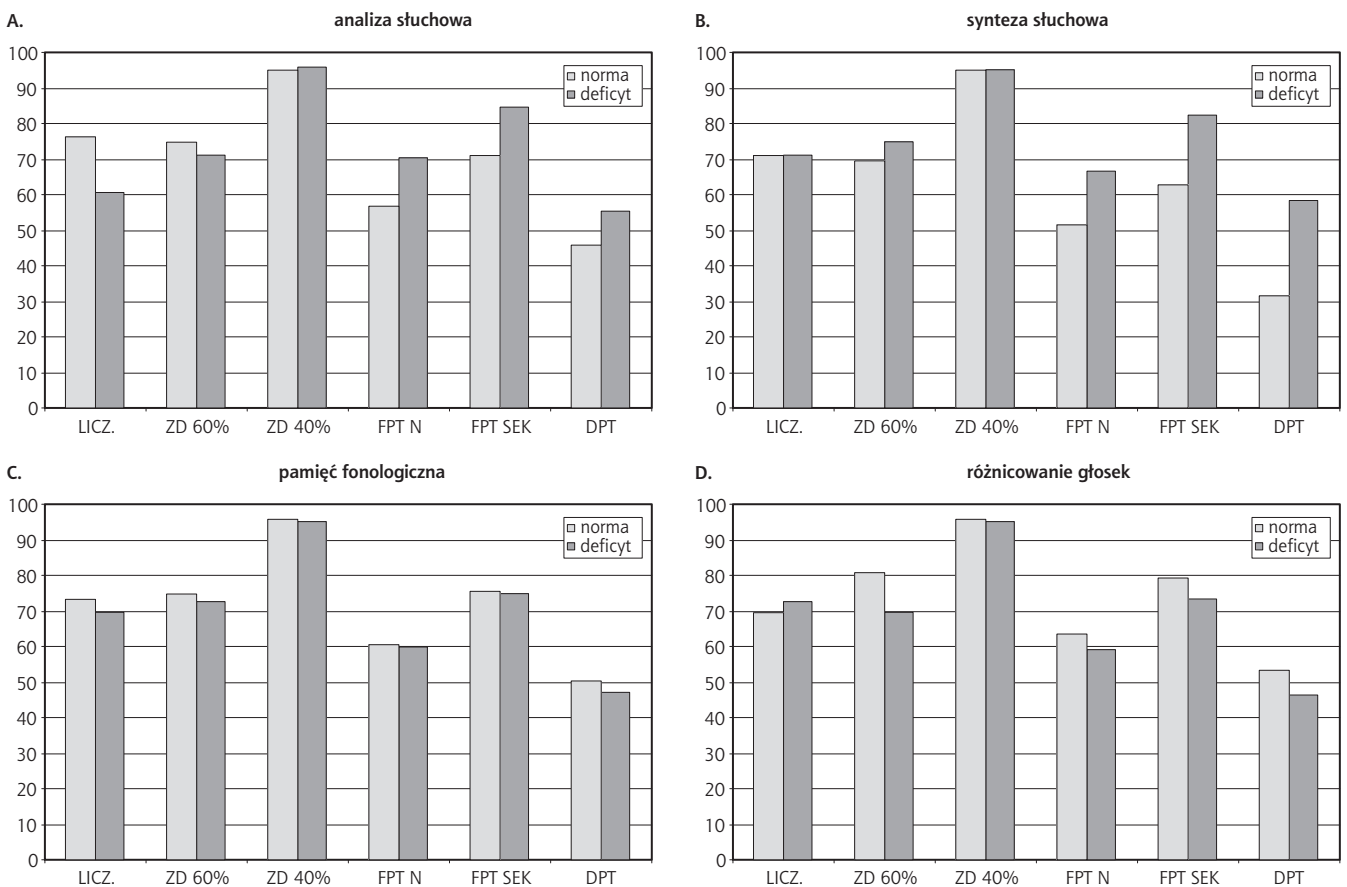 A. analiza słuchowa
100
90
80
70
60
50
40
30
20
10
0
norma
deficyt
LICZ. ZD 60% ZD 40% FPT N FPT SEK DPT
B. synteza słuchowa
100
90
80
70
60
50
40
30
20
10
0
norma
deficyt
LICZ. ZD 60% ZD 40% FPT N FPT SEK DPT
C. pamięć fonologiczna
100
90
80
70
60
50
40
30
20
10
0
norma
deficyt
LICZ. ZD 60% ZD 40% FPT N FPT SEK DPT
D. różnicowanie głosek
100
90
80
70
60
50
40
30
20
10
0
norma
deficyt
LICZ. ZD 60% ZD 40% FPT N FPT SEK DPT